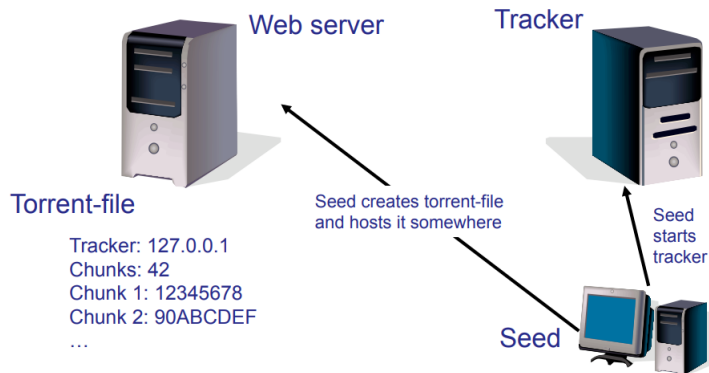 Web server
Tracker
Torrent-file
Tracker: 127.0.0.1
Chunks: 42
Chunk 1: 12345678
Chunk 2: 90ABCDEF
…
Seed creates torrent-file
and hosts it somewhere
Seed
starts
tracker
Seed